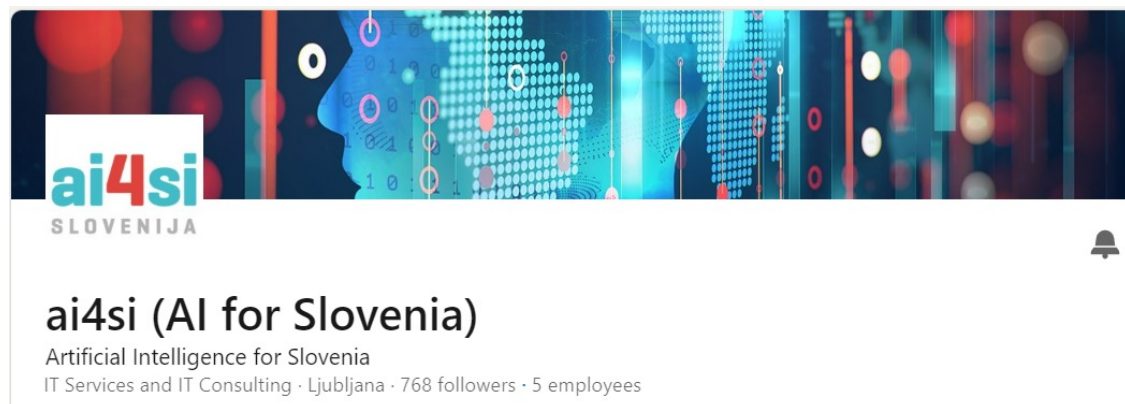 ai4si
SLOVENIJA
ai4si (AI for Slovenia)
Artificial Intelligence for Slovenia
IT Services and IT Consulting · Ljubljana · 768 followers · 5 employees